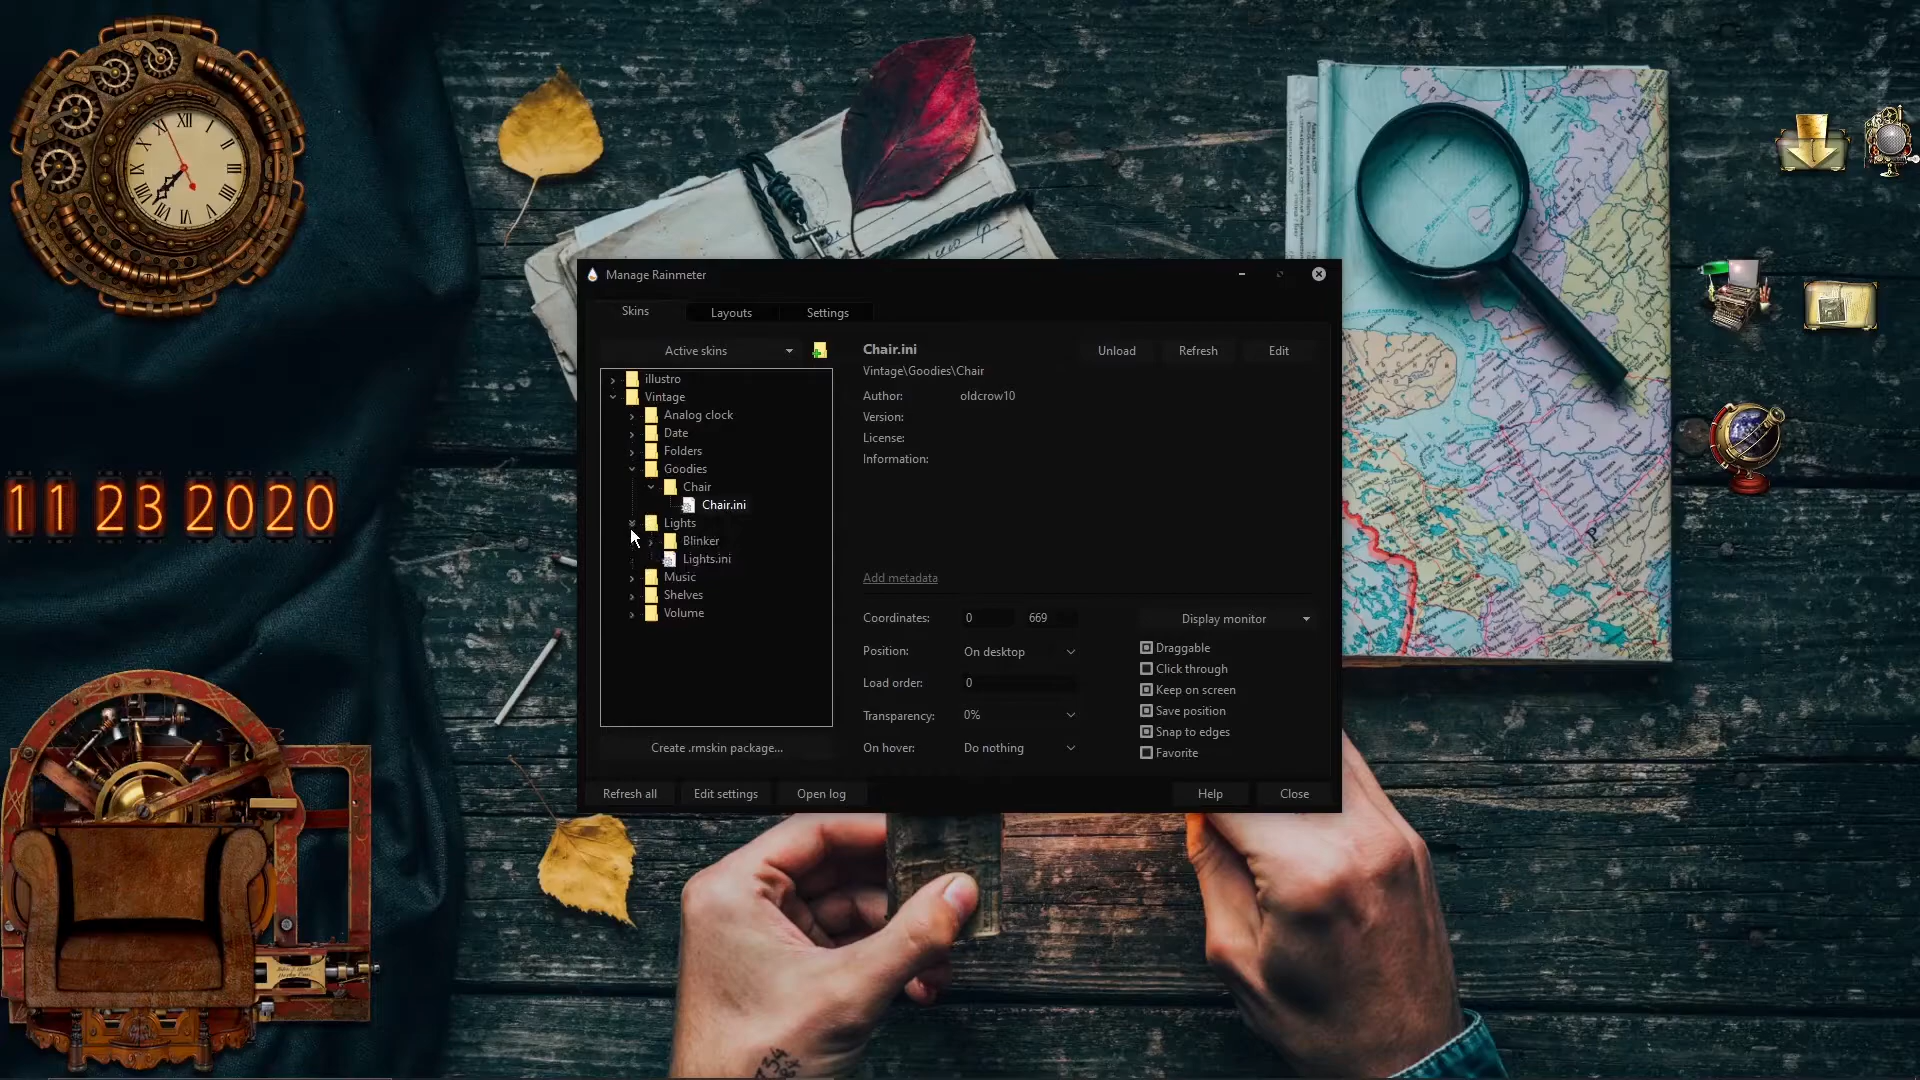 XII
11 23 2020
Manage Rainmeter
Skins
Layouts
Settings
Active skins
illustro
Vintage
Analog clock
Date
Folders
Goodies
Chair
Chair.ini
Lights
Blinker
Lights.ini
Music
Shelves
Volume
Create .rmskin package...
Chair.ini
Unload
Refresh
Edit
Vintage\Goodies\Chair
Author: oldcrow10
Version:
License:
Information:
Add metadata
Coordinates: 0 669
Display monitor
Position: On desktop
Load order: 0
Transparency: 0%
On hover: Do nothing
Draggable
Click through
Keep on screen
Save position
Snap to edges
Favorite
Refresh all
Edit settings
Open log
Help
Close